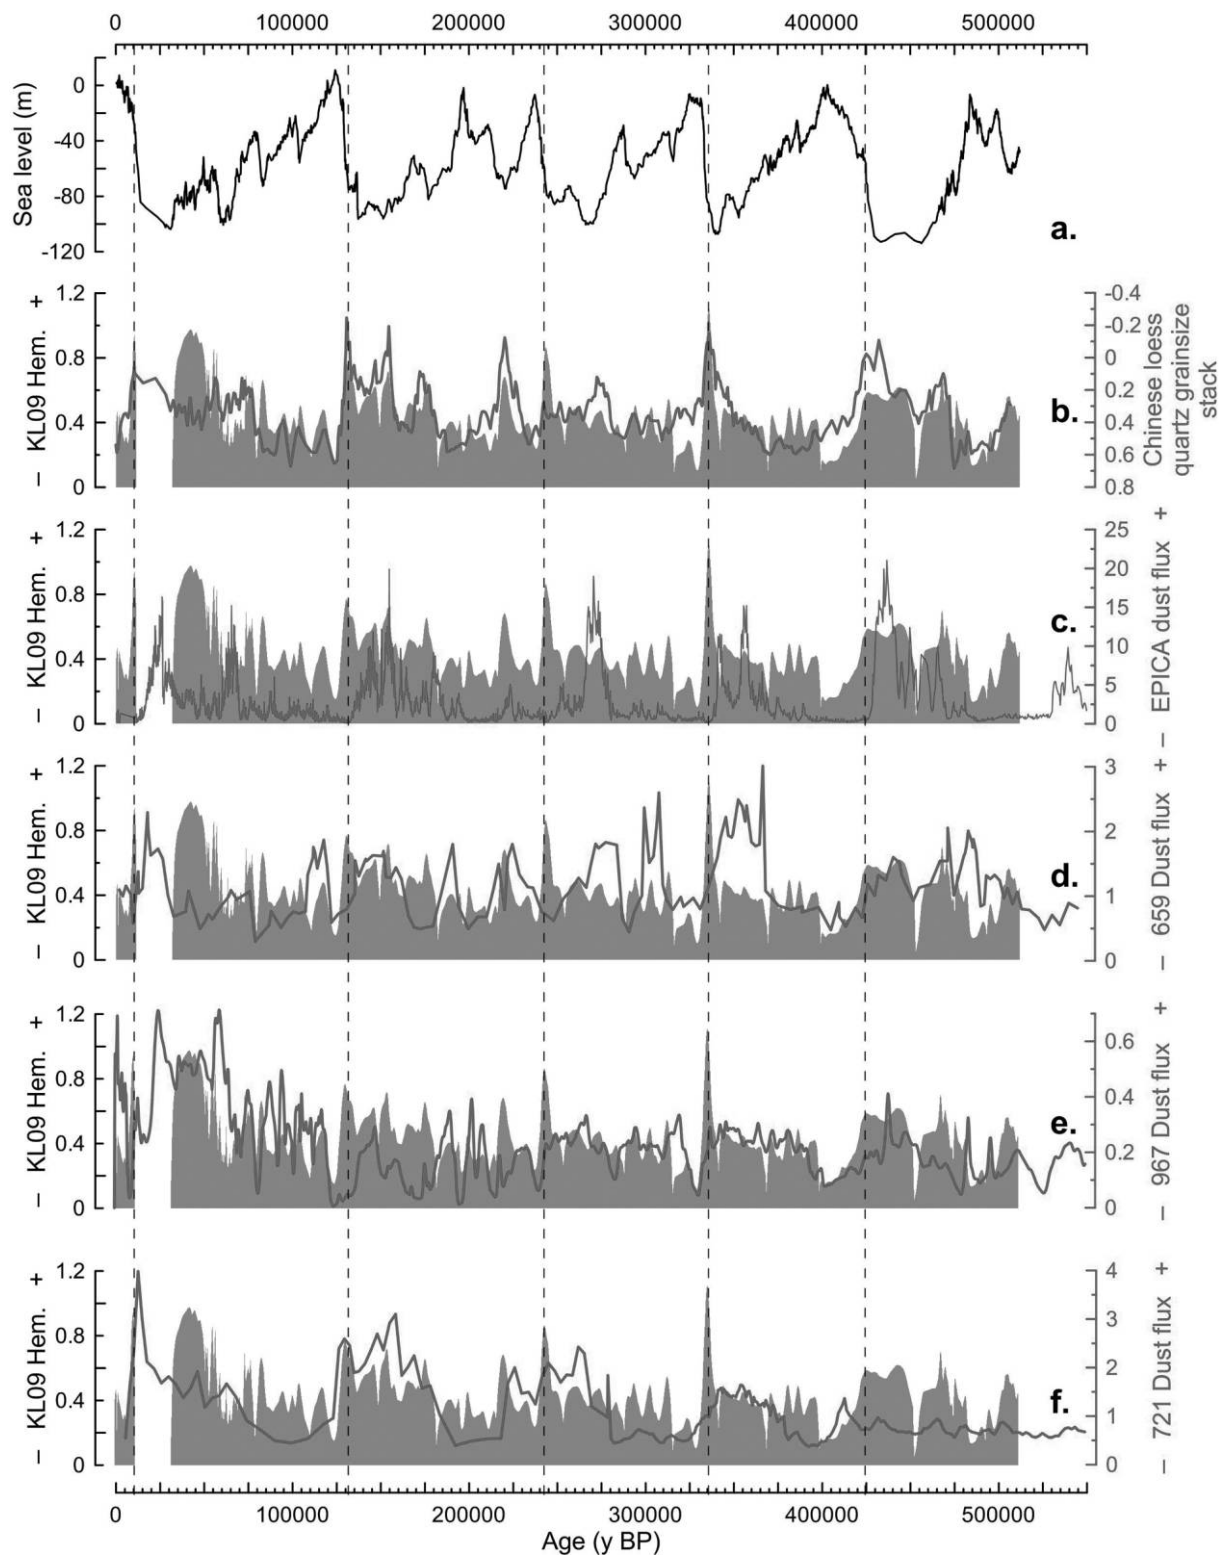 0 100000 200000 300000 400000 500000
Sea level (m)
0
-40
-80
-120
a.
– KL09 Hem. +
1.2
0.8
0.4
0
b.
-0.4
-0.2
0
0.2
0.4
0.6
0.8
Chinese loess
quartz grainsize
stack
– KL09 Hem. +
1.2
0.8
0.4
0
c.
25
20
15
10
5
0
– EPICA dust flux +
– KL09 Hem. +
1.2
0.8
0.4
0
d.
3
2
1
0
– 659 Dust flux +
– KL09 Hem. +
1.2
0.8
0.4
0
e.
0.6
0.4
0.2
0
– 967 Dust flux +
– KL09 Hem. +
1.2
0.8
0.4
0
f.
4
3
2
1
0
– 721 Dust flux +
0 100000 200000 300000 400000 500000
Age (y BP)